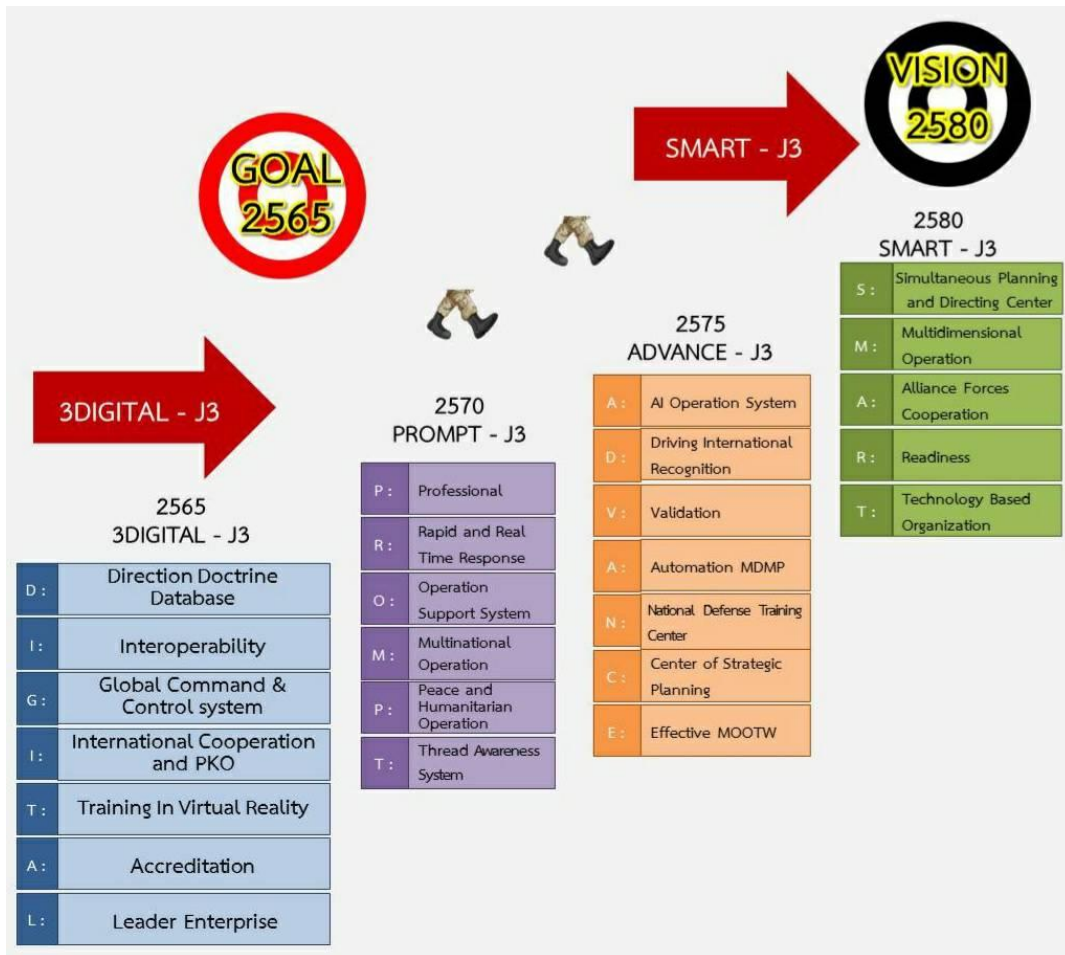 GOAL
2565
VISION
2580
SMART - J3
3DIGITAL - J3
2565
3DIGITAL - J3
D :
Direction Doctrine
Database
I :
Interoperability
G :
Global Command &
Control system
I :
International Cooperation
and PKO
T :
Training In Virtual Reality
A :
Accreditation
L :
Leader Enterprise
2570
PROMPT - J3
P :
Professional
R :
Rapid and Real
Time Response
O :
Operation
Support System
M :
Multinational
Operation
P :
Peace and
Humanitarian
Operation
T :
Thread Awareness
System
2575
ADVANCE - J3
A :
AI Operation System
D :
Driving International
Recognition
V :
Validation
A :
Automation MDMP
N :
National Defense Training
Center
C :
Center of Strategic
Planning
E :
Effective MOOTW
2580
SMART - J3
S :
Simultaneous Planning
and Directing Center
M :
Multidimensional
Operation
A :
Alliance Forces
Cooperation
R :
Readiness
T :
Technology Based
Organization